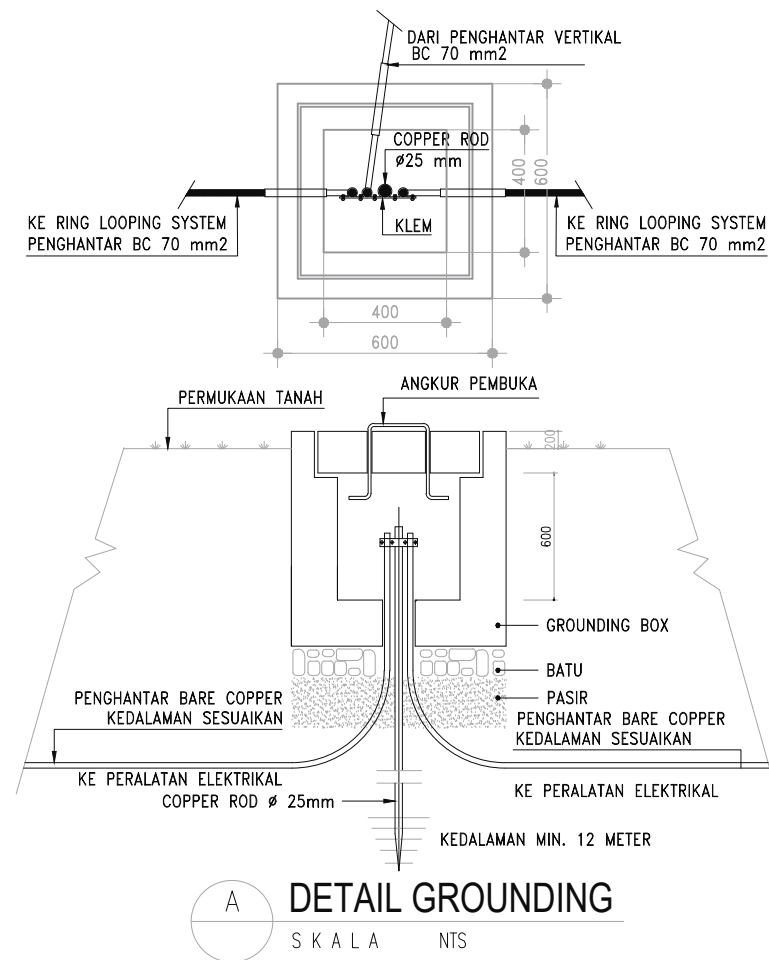 DARI PENGHANTAR VERTIKAL
BC 70 mm2
COPPER ROD
ø25 mm
400
600
KE RING LOOPING SYSTEM
PENGHANTAR BC 70 mm2
KLEM
KE RING LOOPING SYSTEM
PENGHANTAR BC 70 mm2
400
600
PERMUKAAN TANAH
ANGKUR PEMBUKA
200
600
GROUNDING BOX
BATU
PASIR
PENGHANTAR BARE COPPER
KEDALAMAN SESUAIKAN
PENGHANTAR BARE COPPER
KEDALAMAN SESUAIKAN
KE PERALATAN ELEKTRIKAL
KE PERALATAN ELEKTRIKAL
COPPER ROD ø 25mm
KEDALAMAN MIN. 12 METER
A
DETAIL GROUNDING
SKALA NTS